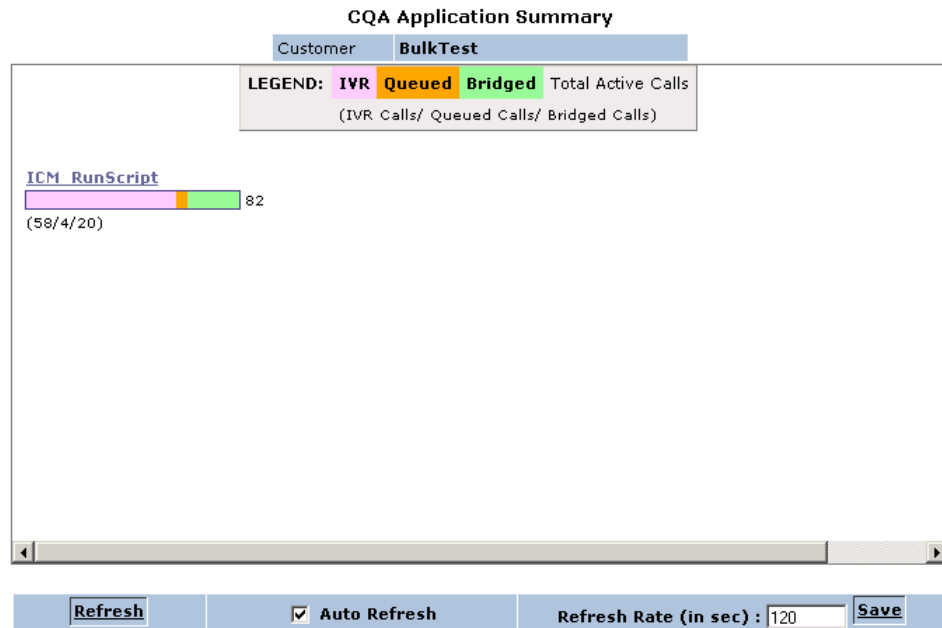 CQA Application Summary
Customer BulkTest
LEGEND: IVR Queued Bridged Total Active Calls
(IVR Calls/ Queued Calls/ Bridged Calls)
ICM_RunScript
82
(58/4/20)
Refresh Auto Refresh Refresh Rate (in sec) : 120 Save